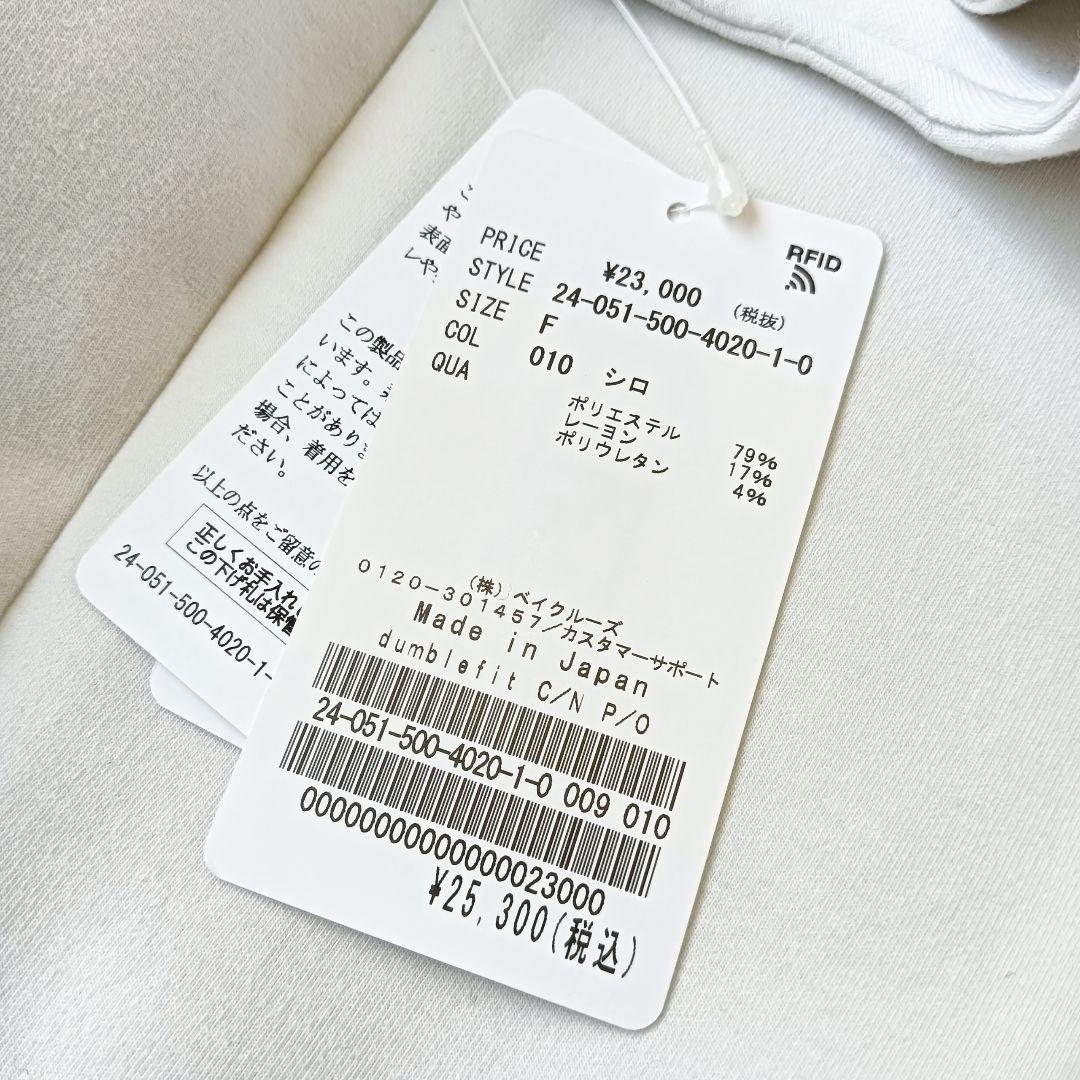 RFID
PRICE ¥23,000 (税抜)
STYLE 24-051-500-4020-1-0
SIZE F
COL 010 シロ
QUA
ポリエステル 79%
レーヨン 17%
ポリウレタン 4%
(株)ベイクルーズ
0120-301457/カスタマーサポート
Made in Japan
dumblefit C/N P/O
24-051-500-4020-1-0 009 010
00000000000000023000
¥25,300(税込)
こ
や
表面
レや
この製品
います。
によっては
ことがありま
場合、着用を
ださい。
以上の点をご留意の
正しくお手入れ
この下げ札は保管
24-051-500-4020-1-